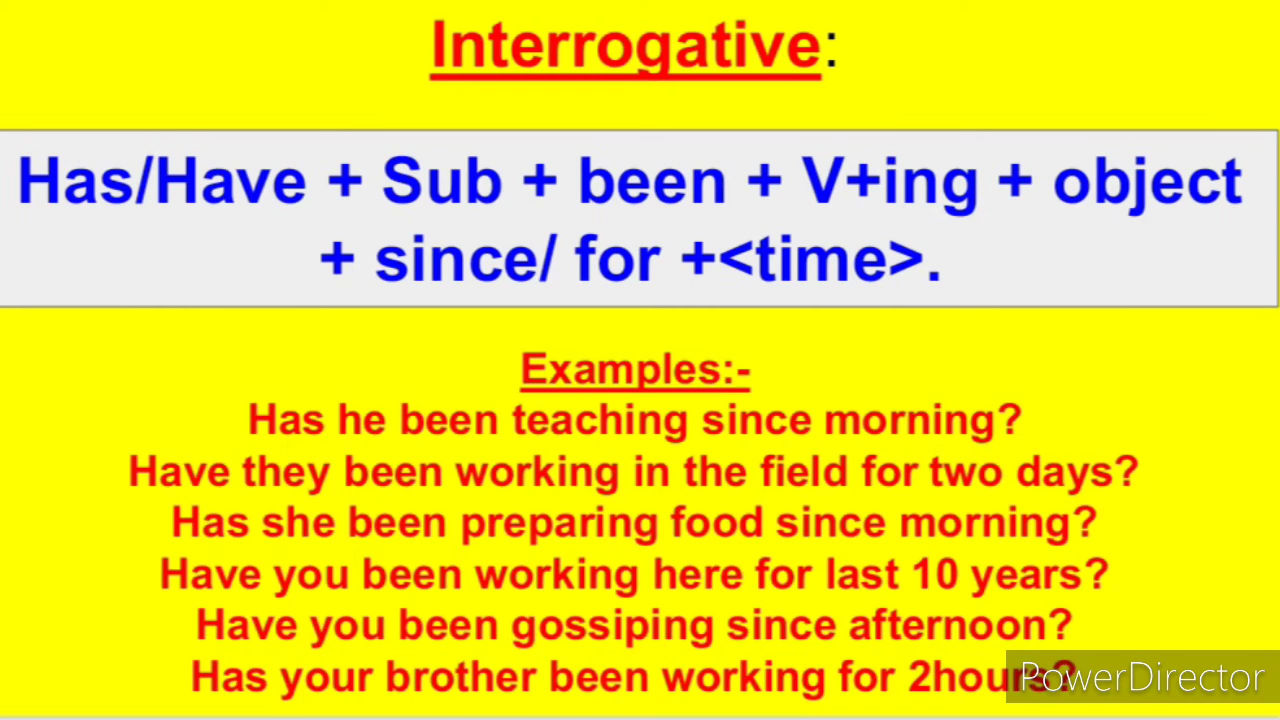 Interrogative:
Has/Have + Sub + been + V+ing + object
+ since/ for +<time>.
Examples:-
Has he been teaching since morning?
Have they been working in the field for two days?
Has she been preparing food since morning?
Have you been working here for last 10 years?
Have you been gossiping since afternoon?
Has your brother been working for 2hours?
PowerDirector